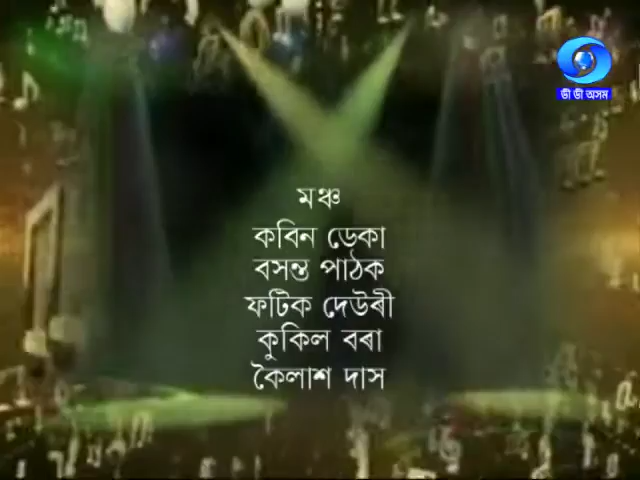 ডী ডী অসম
মঞ্চ
কবিন ডেকা
বসন্ত পাঠক
ফটিক দেউৰী
কুকিল বৰা
কৈলাশ দাস